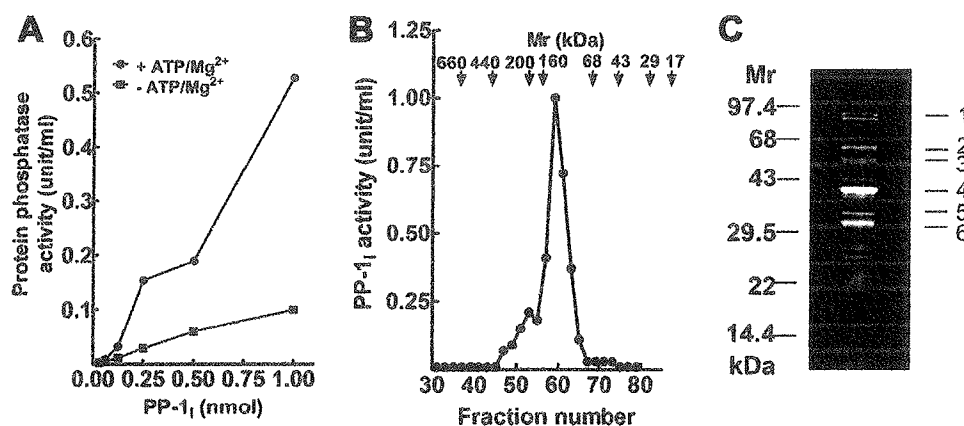 A
0.6
0.5
0.4
0.3
0.2
0.1
+ ATP/Mg2+
- ATP/Mg2+
Protein phosphatase
activity (unit/ml)
0.00 0.25 0.50 0.75 1.00
PP-1I (nmol)
B
1.25
1.00
0.75
0.50
0.25
Mr (kDa)
660 440 200 160 68 43 29 17
PP-1I activity (unit/ml)
30 40 50 60 70 80
Fraction number
C
Mr
97.4
68
43
29.5
22
14.4
kDa
1
2
3
4
5
6